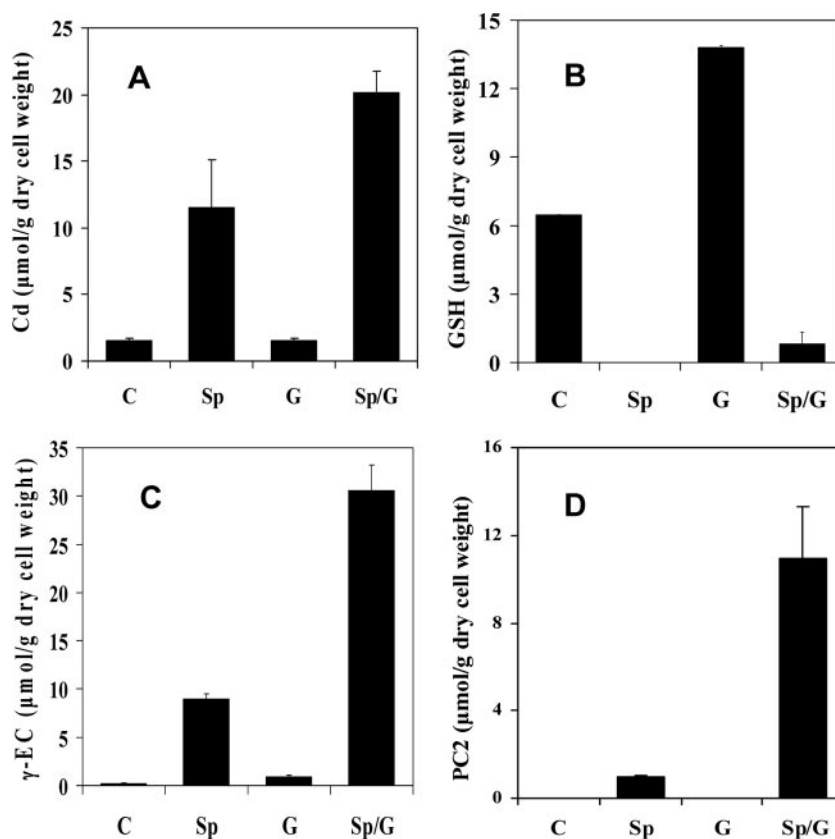 A
Cd (µmol/g dry cell weight)
25
20
15
10
5
0
C Sp G Sp/G
B
GSH (µmol/g dry cell weight)
15
12
9
6
3
0
C Sp G Sp/G
C
γ-EC (µmol/g dry cell weight)
35
30
25
20
15
10
5
0
C Sp G Sp/G
D
PC2 (µmol/g dry cell weight)
16
12
8
4
0
C Sp G Sp/G